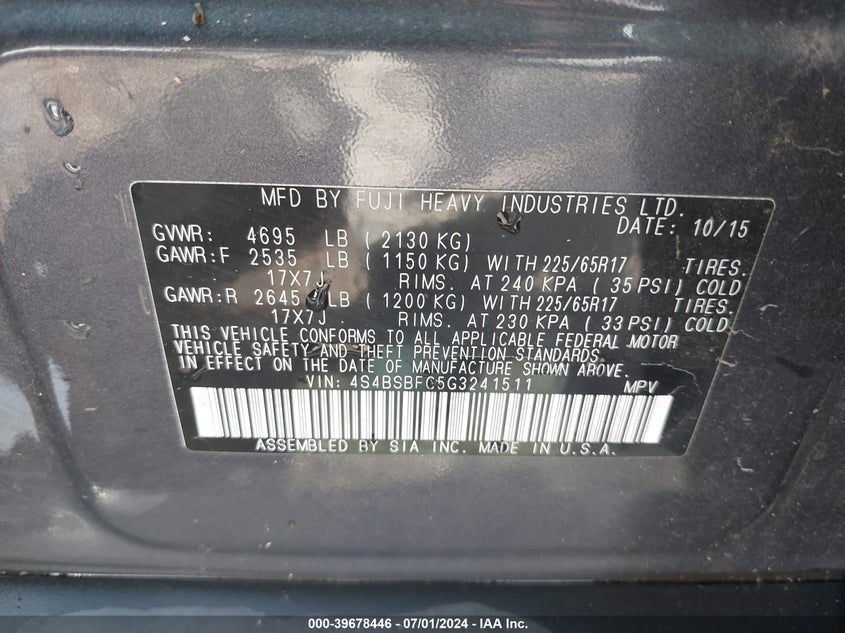 MFD BY FUJI HEAVY INDUSTRIES LTD.
DATE: 10/15
GVWR: 4695 LB ( 2130 KG)
GAWR:F 2535 LB ( 1150 KG) WITH 225/65R17 TIRES.
17X7J RIMS. AT 240 KPA ( 35 PSI) COLD
GAWR:R 2645 LB ( 1200 KG) WITH 225/65R17 TIRES.
17X7J RIMS. AT 230 KPA ( 33 PSI) COLD.
THIS VEHICLE CONFORMS TO ALL APPLICABLE FEDERAL MOTOR
VEHICLE SAFETY AND THEFT PREVENTION STANDARDS.
IN EFFECT ON THE DATE OF MANUFACTURE SHOWN ABOVE.
VIN: 4S4BSBFC5G3241511 MPV
ASSEMBLED BY SIA INC. MADE IN U.S.A.
000-39678446 - 07/01/2024 - IAA Inc.